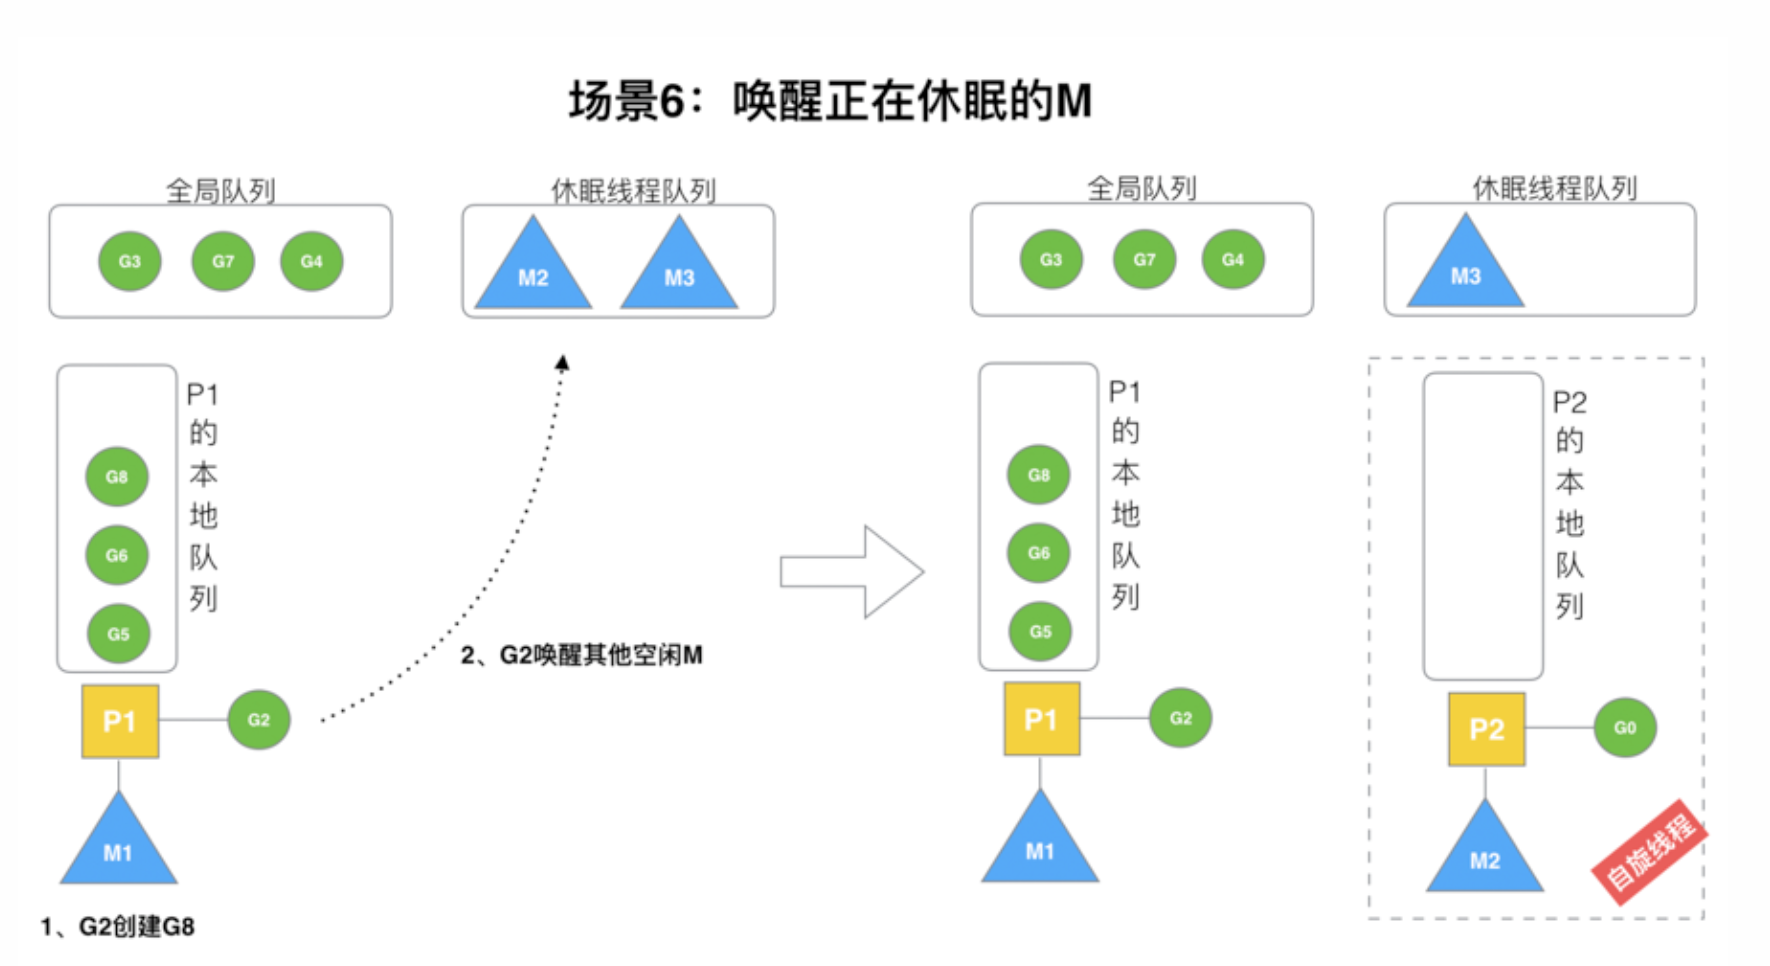 场景6：唤醒正在休眠的M
全局队列
G3 G7 G4
休眠线程队列
M2 M3
P1的本地队列
G8
G6
G5
P1 G2
M1
1、G2创建G8
2、G2唤醒其他空闲M
全局队列
G3 G7 G4
休眠线程队列
M3
P1的本地队列
G8
G6
G5
P1 G2
M1
P2的本地队列
P2 G0
M2
自旋线程